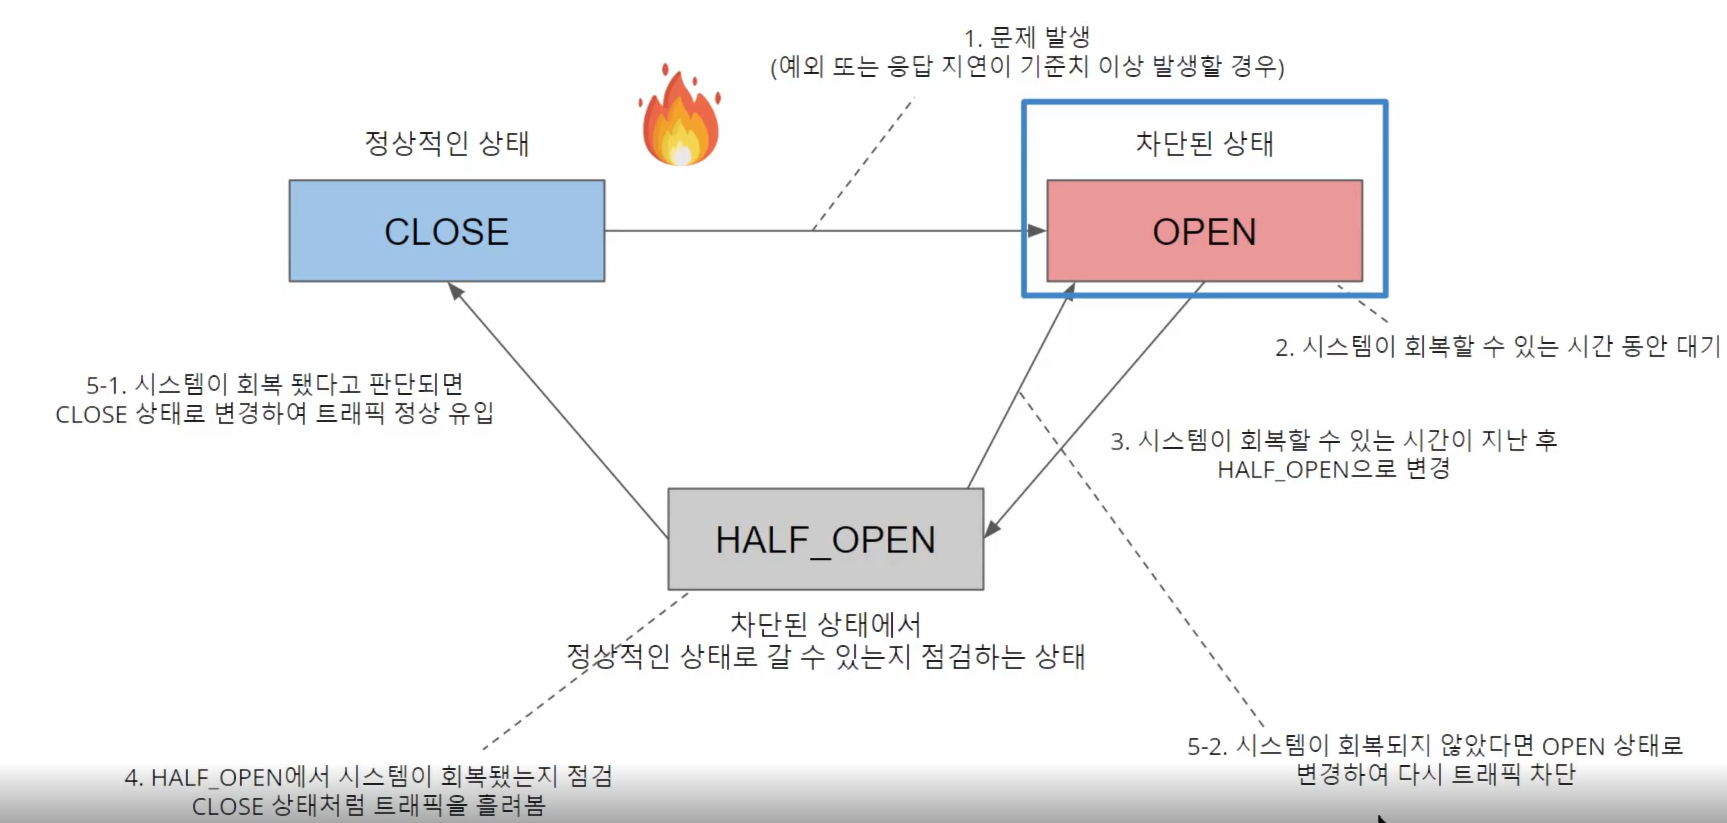 1. 문제 발생
(예외 또는 응답 지연이 기준치 이상 발생할 경우)
정상적인 상태
차단된 상태
CLOSE
OPEN
2. 시스템이 회복할 수 있는 시간 동안 대기
5-1. 시스템이 회복 됐다고 판단되면
CLOSE 상태로 변경하여 트래픽 정상 유입
3. 시스템이 회복할 수 있는 시간이 지난 후
HALF_OPEN으로 변경
HALF_OPEN
차단된 상태에서
정상적인 상태로 갈 수 있는지 점검하는 상태
4. HALF_OPEN에서 시스템이 회복됐는지 점검
CLOSE 상태처럼 트래픽을 흘려봄
5-2. 시스템이 회복되지 않았다면 OPEN 상태로
변경하여 다시 트래픽 차단